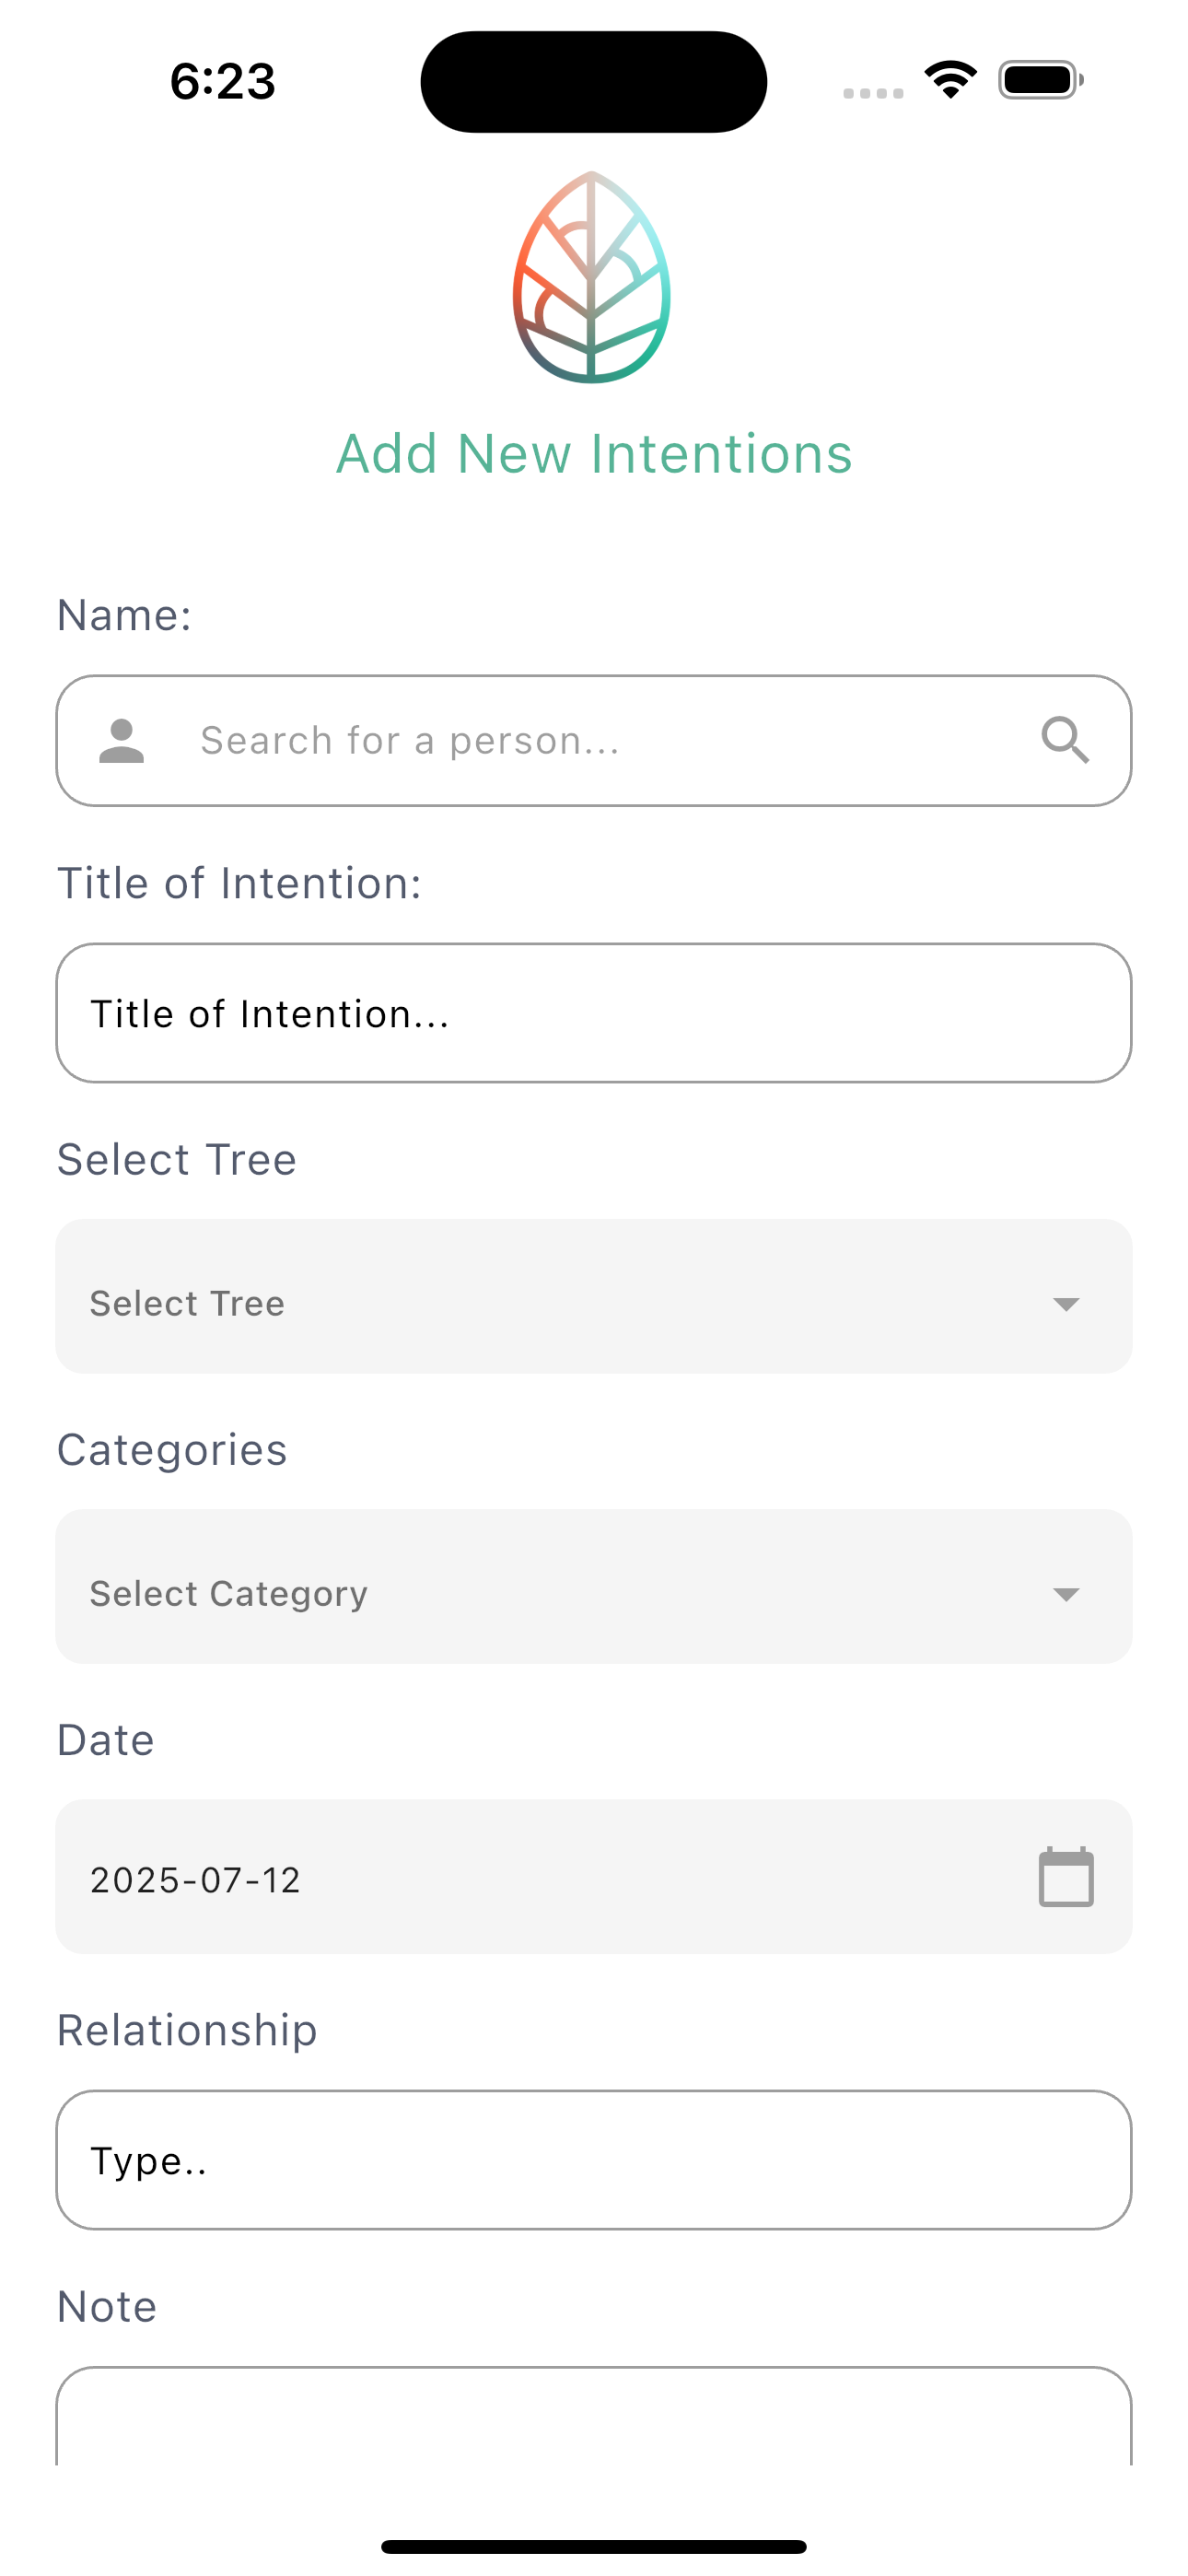 6:23
Add New Intentions
Name:
Search for a person...
Title of Intention:
Title of Intention...
Select Tree
Select Tree
Categories
Select Category
Date
2025-07-12
Relationship
Type..
Note